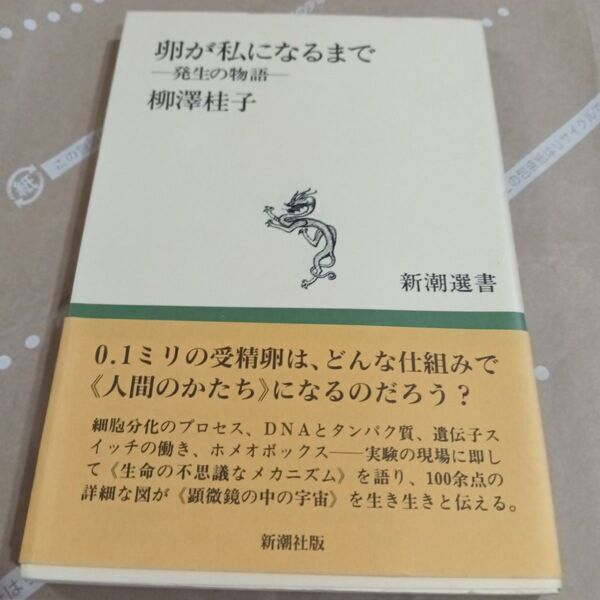 卵が私になるまで
―発生の物語―
柳澤桂子
新潮選書
0.1ミリの受精卵は、どんな仕組みで
《人間のかたち》になるのだろう？
細胞分化のプロセス、DNAとタンパク質、遺伝子ス
イッチの働き、ホメオボックス――実験の現場に即し
て《生命の不思議なメカニズム》を語り、100余点の
詳細な図が《顕微鏡の中の宇宙》を生き生きと伝える。
新潮社版
紙